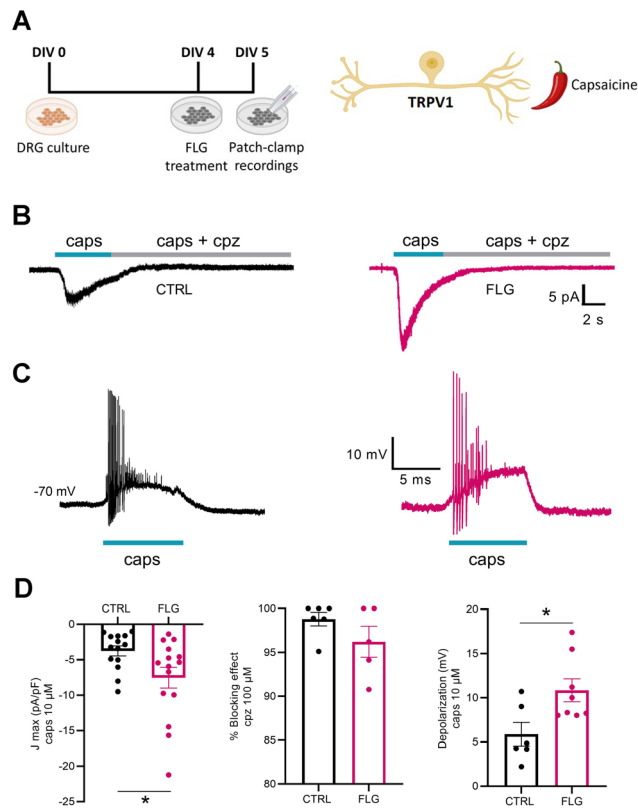 A
DIV 0
DIV 4
DIV 5
DRG culture
FLG
treatment
Patch-clamp
recordings
TRPV1
Capsaicine
B
caps
caps + cpz
CTRL
caps
caps + cpz
FLG
5 pA
2 s
C
-70 mV
caps
10 mV
5 ms
caps
D
CTRL
FLG
J max (pA/pF)
caps 10 µM
0
-5
-10
-15
-20
-25
*
% Blocking effect
cpz 100 µM
100
95
90
85
80
CTRL
FLG
Depolarization (mV)
caps 10 µM
20
15
10
5
0
*
CTRL
FLG